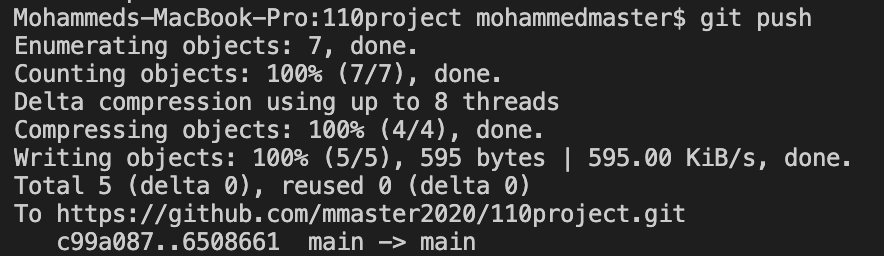 Mohammeds-MacBook-Pro:110project mohammedmaster$ git push
Enumerating objects: 7, done.
Counting objects: 100% (7/7), done.
Delta compression using up to 8 threads
Compressing objects: 100% (4/4), done.
Writing objects: 100% (5/5), 595 bytes | 595.00 KiB/s, done.
Total 5 (delta 0), reused 0 (delta 0)
To https://github.com/mmaster2020/110project.git
   c99a087..6508661  main -> main